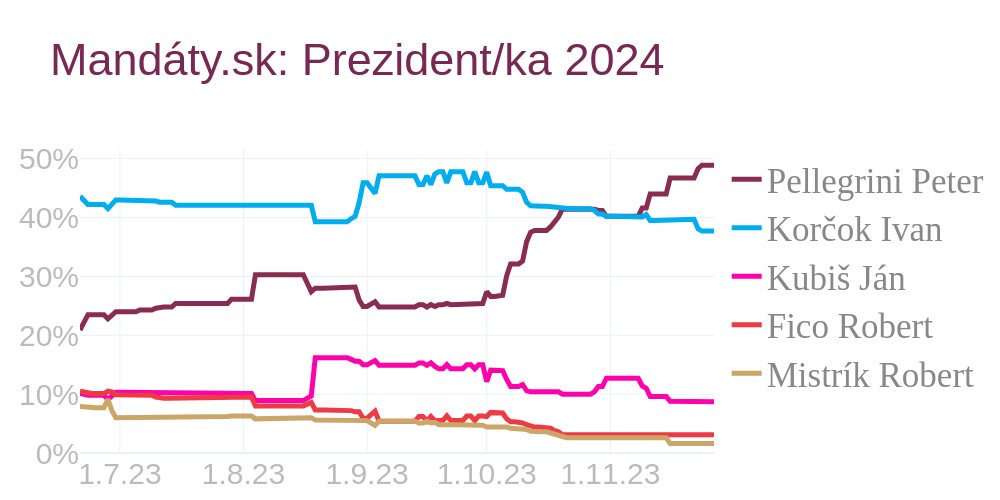 Mandáty.sk: Prezident/ka 2024
50%
40%
30%
20%
10%
0%
1.7.23 1.8.23 1.9.23 1.10.23 1.11.23
Pellegrini Peter
Korčok Ivan
Kubiš Ján
Fico Robert
Mistrík Robert